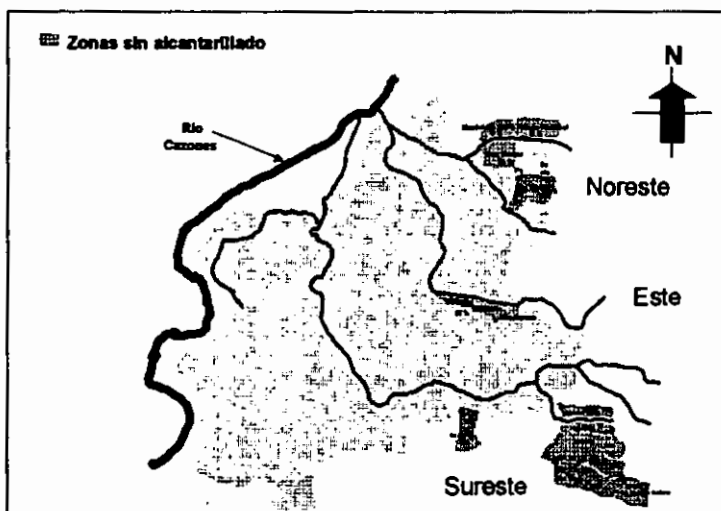 Zonas sin alcantarillado
N
Río
Cazones
Noreste
Este
Sureste